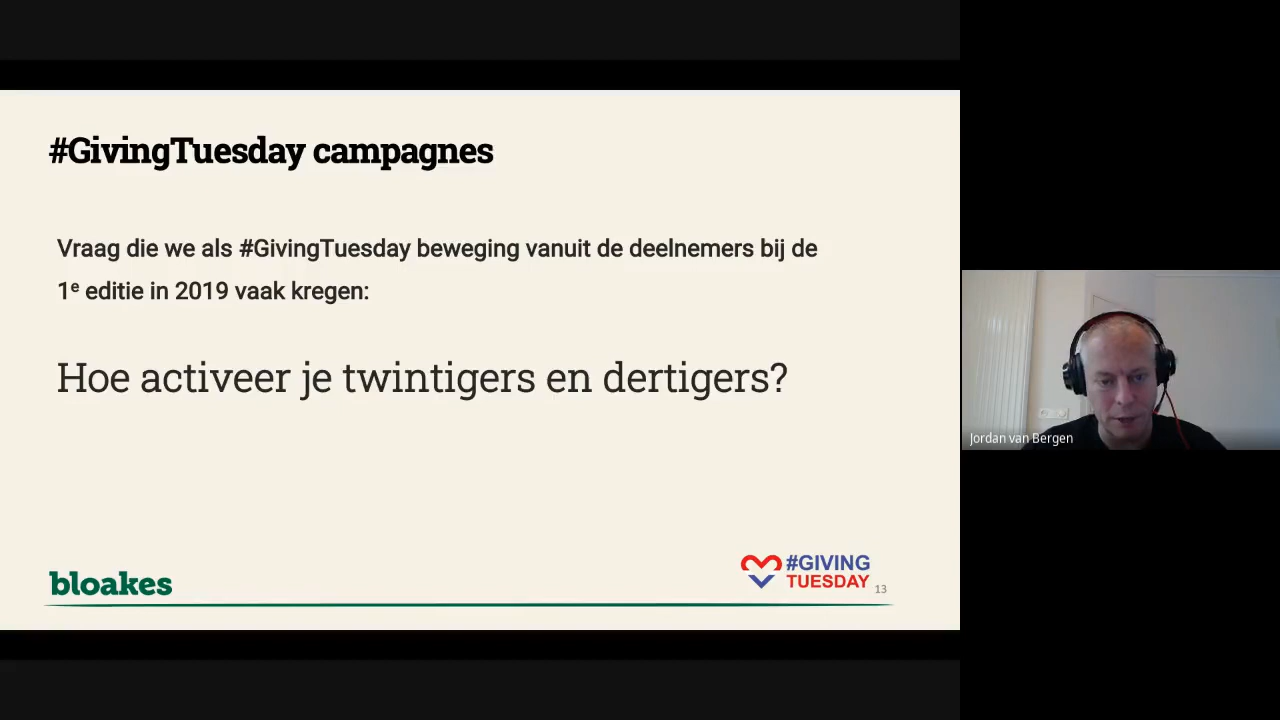 #GivingTuesday campagnes
Vraag die we als #GivingTuesday beweging vanuit de deelnemers bij de
1e editie in 2019 vaak kregen:
Hoe activeer je twintigers en dertigers?
Jordan van Bergen
bloakes
#GIVING
TUESDAY
13